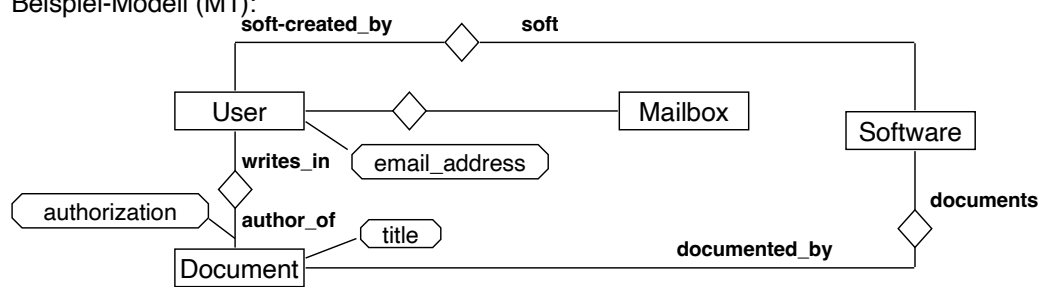 Beispiel-Modell (M1):
soft-created_by soft
User Mailbox
Software
writes_in email_address
documents
authorization author_of title
documented_by
Document